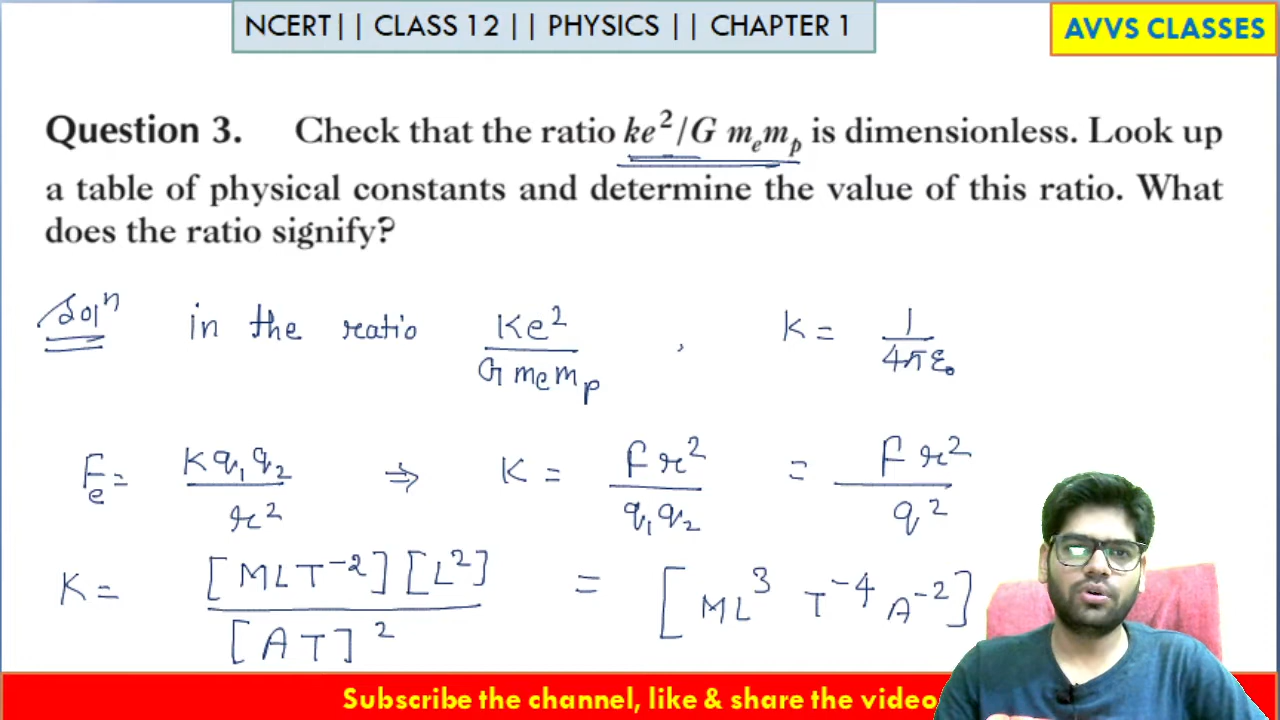 NCERT|| CLASS 12 || PHYSICS || CHAPTER 1
AVVS CLASSES
Question 3. Check that the ratio ke²/G mₑmₚ is dimensionless. Look up
a table of physical constants and determine the value of this ratio. What
does the ratio signify?
Solⁿ in the ratio Ke²/G mₑmₚ , K = 1/4πε₀
Fₑ = Kq₁q₂/r² ⇒ K = Fr²/q₁q₂ = Fr²/q²
K = [MLT⁻²][L²]/[AT]² = [ML³ T⁻⁴ A⁻²]
Subscribe the channel, like & share the video